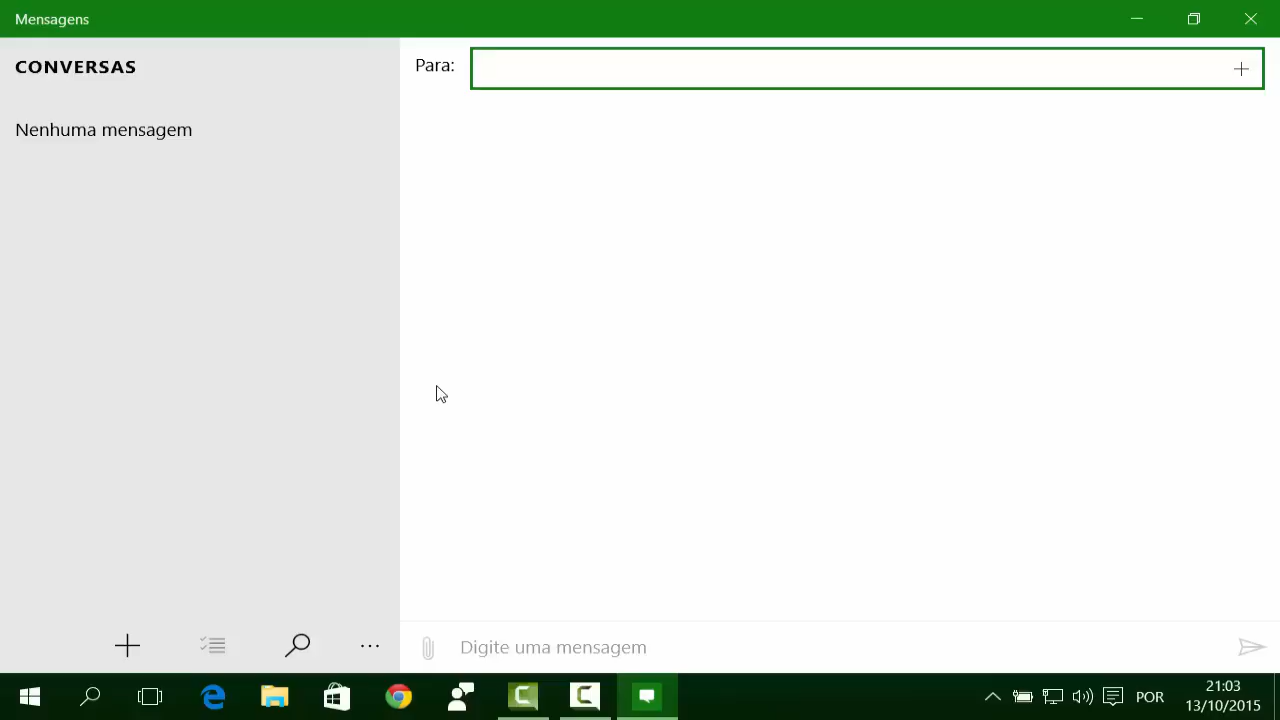 Mensagens
CONVERSAS
Nenhuma mensagem
Para:
Digite uma mensagem
POR
21:03
13/10/2015